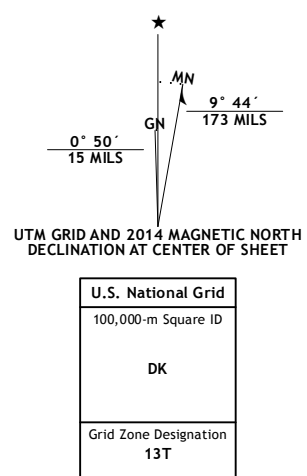 ★
MN
GN
9° 44´
173 MILS
0° 50´
15 MILS
UTM GRID AND 2014 MAGNETIC NORTH
DECLINATION AT CENTER OF SHEET
U.S. National Grid
100,000-m Square ID
DK
Grid Zone Designation
13T